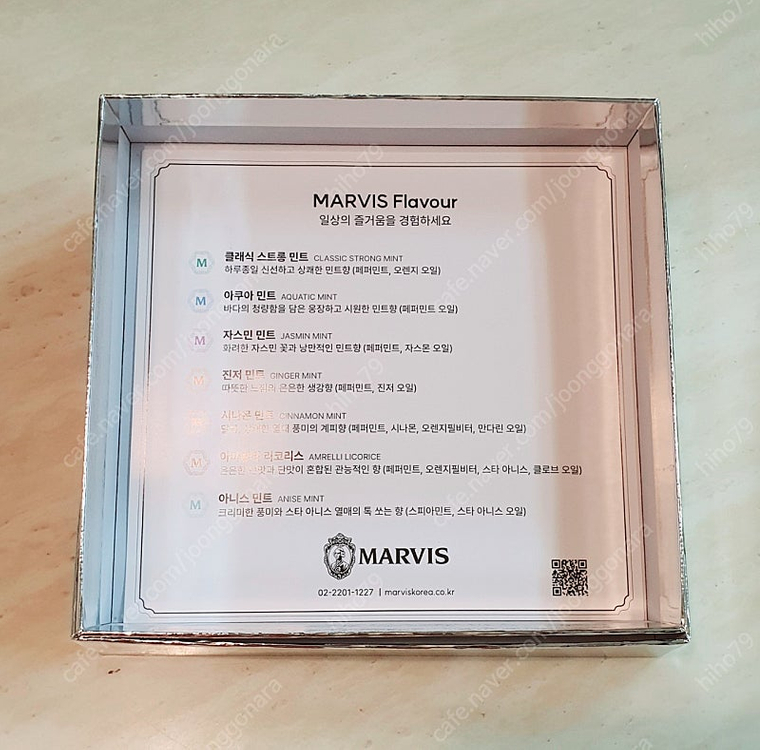 MARVIS Flavour
일상의 즐거움을 경험하세요
M 클래식 스트롱 민트 CLASSIC STRONG MINT
하루종일 신선하고 상쾌한 민트향 (페퍼민트, 오렌지 오일)
M 아쿠아 민트 AQUATIC MINT
바다의 청량함을 담은 웅장하고 시원한 민트향 (페퍼민트 오일)
M 자스민 민트 JASMIN MINT
화려한 자스민 꽃과 낭만적인 민트향 (페퍼민트, 자스몬 오일)
M 진저 민트 GINGER MINT
따뜻한 느낌의 은은한 생강향 (페퍼민트, 진저 오일)
M 시나몬 민트 CINNAMON MINT
풍미의 계피향 (페퍼민트, 시나몬, 오렌지필비터, 만다린 오일)
M 리코리스 AMRELLI LICORICE
단맛이 혼합된 관능적인 향 (페퍼민트, 오렌지필비터, 스타 아니스, 클로브 오일)
M 아니스 민트 ANISE MINT
크리미한 풍미와 스타 아니스 열매의 톡 쏘는 향 (스피아민트, 스타 아니스 오일)
MARVIS
02-2201-1227 | marviskorea.co.kr
cafe.naver.com/joonggonara
hiho79